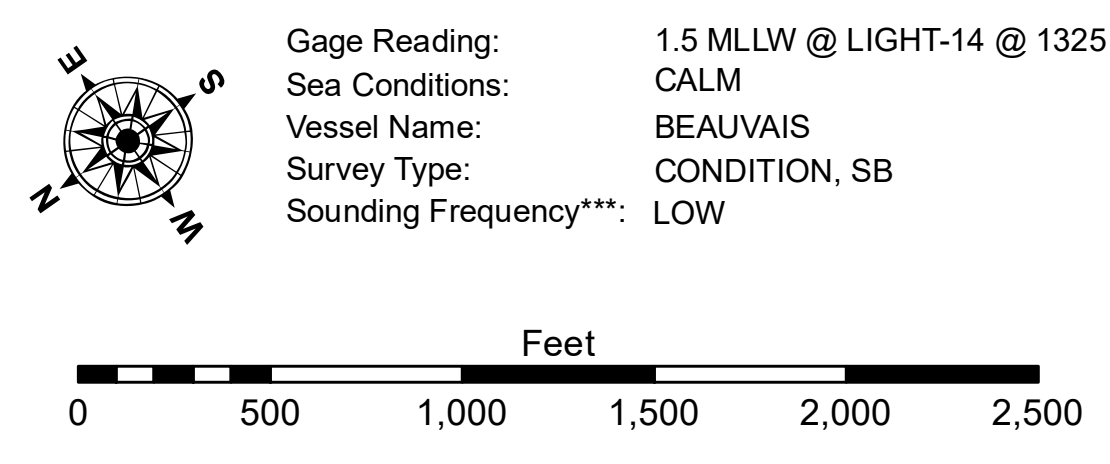 E
S
N
W
Gage Reading: 1.5 MLLW @ LIGHT-14 @ 1325
Sea Conditions: CALM
Vessel Name: BEAUVAIS
Survey Type: CONDITION, SB
Sounding Frequency***: LOW
Feet
0 500 1,000 1,500 2,000 2,500